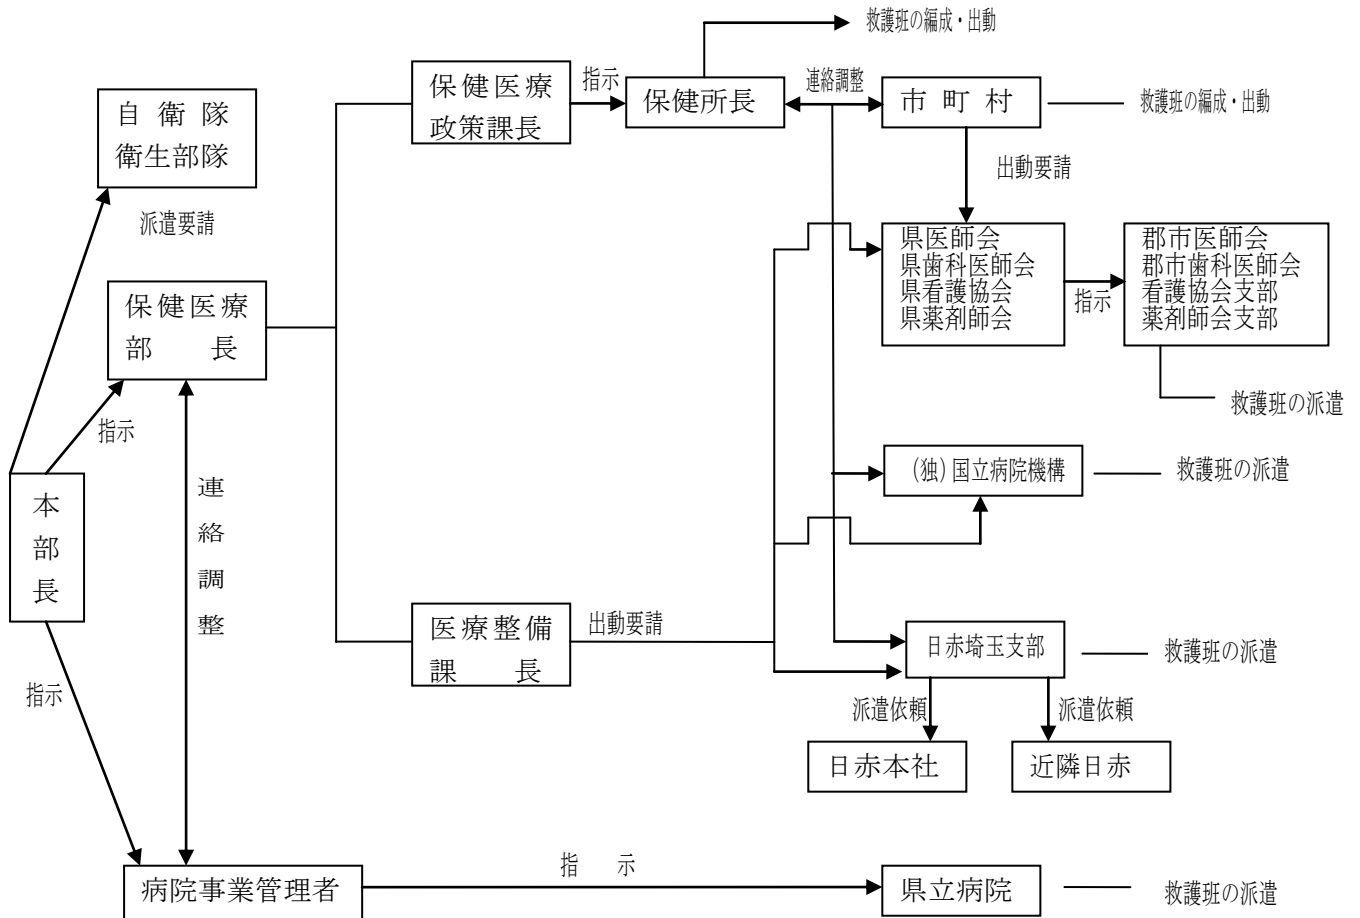 救護班の編成・出動
保健医療
政策課長
指示
保健所長
連絡調整
市町村
救護班の編成・出動
自衛隊
衛生部隊
派遣要請
出動要請
県医師会
県歯科医師会
県看護協会
県薬剤師会
指示
郡市医師会
郡市歯科医師会
看護協会支部
薬剤師会支部
救護班の派遣
保健医療
部長
指示
連絡調整
本部長
(独)国立病院機構
救護班の派遣
医療整備
課長
出動要請
日赤埼玉支部
救護班の派遣
派遣依頼
派遣依頼
日赤本社
近隣日赤
指示
病院事業管理者
指示
県立病院
救護班の派遣